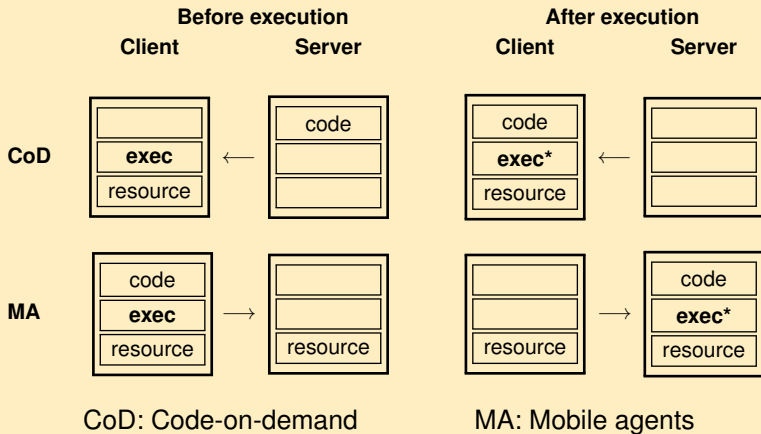 Before execution After execution
Client Server Client Server
code code
CoD exec ← exec* ←
resource resource
code code
MA exec → → exec*
resource resource resource resource
CoD: Code-on-demand MA: Mobile agents